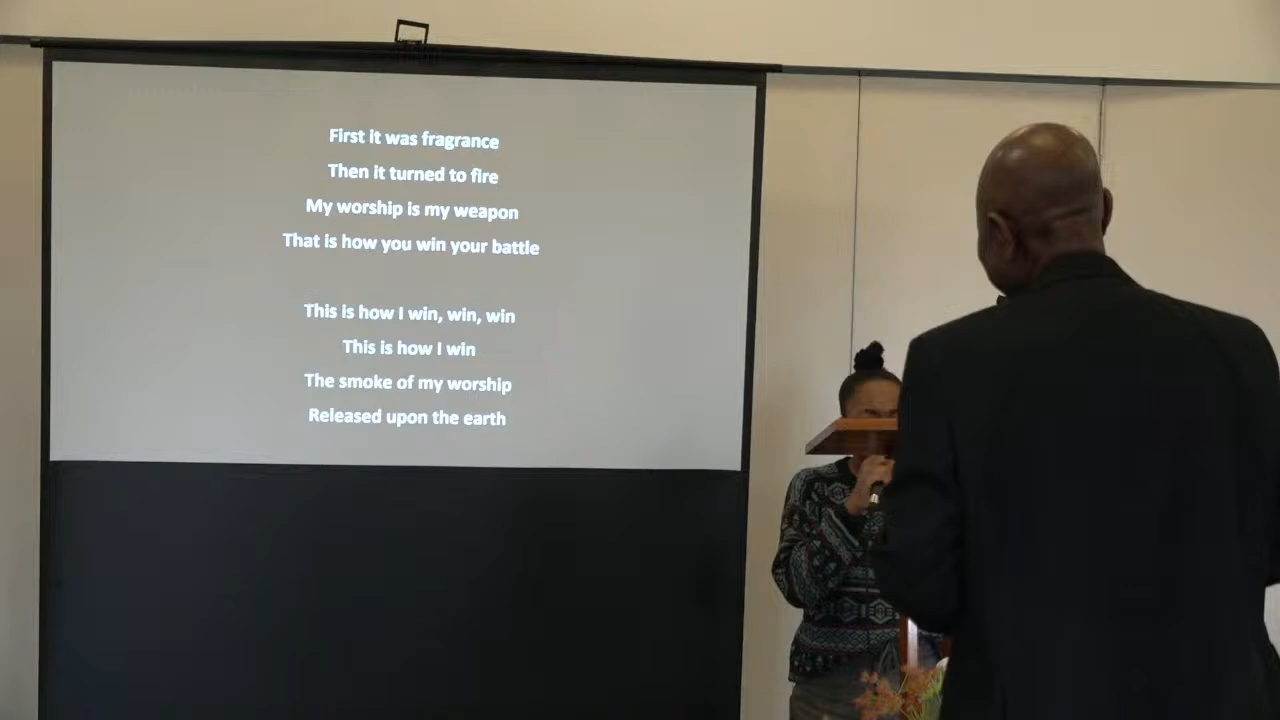 First it was fragrance
Then it turned to fire
My worship is my weapon
That is how you win your battle
This is how I win, win, win
This is how I win
The smoke of my worship
Released upon the earth